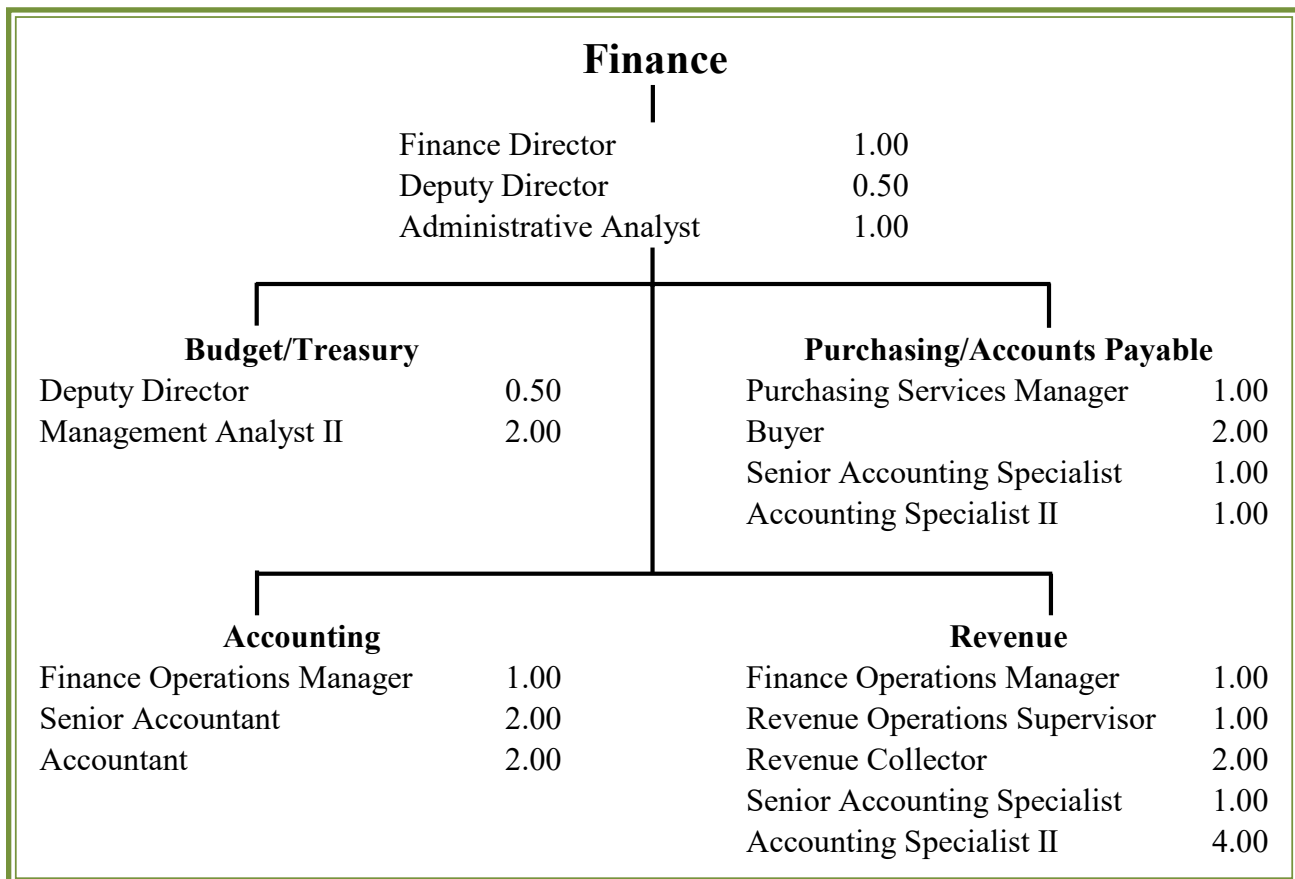 Finance
Finance Director 1.00
Deputy Director 0.50
Administrative Analyst 1.00
Budget/Treasury
Deputy Director 0.50
Management Analyst II 2.00
Purchasing/Accounts Payable
Purchasing Services Manager 1.00
Buyer 2.00
Senior Accounting Specialist 1.00
Accounting Specialist II 1.00
Accounting
Finance Operations Manager 1.00
Senior Accountant 2.00
Accountant 2.00
Revenue
Finance Operations Manager 1.00
Revenue Operations Supervisor 1.00
Revenue Collector 2.00
Senior Accounting Specialist 1.00
Accounting Specialist II 4.00